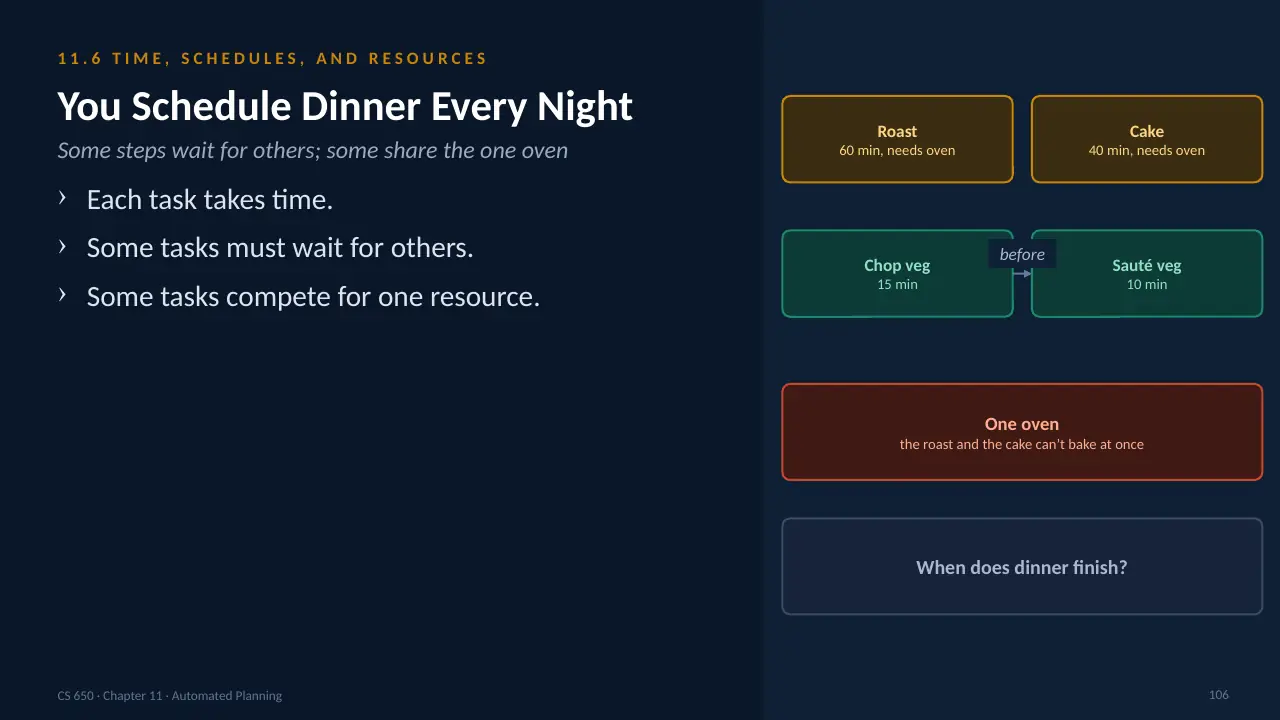 11.6 TIME, SCHEDULES, AND RESOURCES
You Schedule Dinner Every Night
Some steps wait for others; some share the one oven
› Each task takes time.
› Some tasks must wait for others.
› Some tasks compete for one resource.
Roast
60 min, needs oven
Cake
40 min, needs oven
Chop veg
15 min
before
Sauté veg
10 min
One oven
the roast and the cake can't bake at once
When does dinner finish?
CS 650 · Chapter 11 · Automated Planning
106